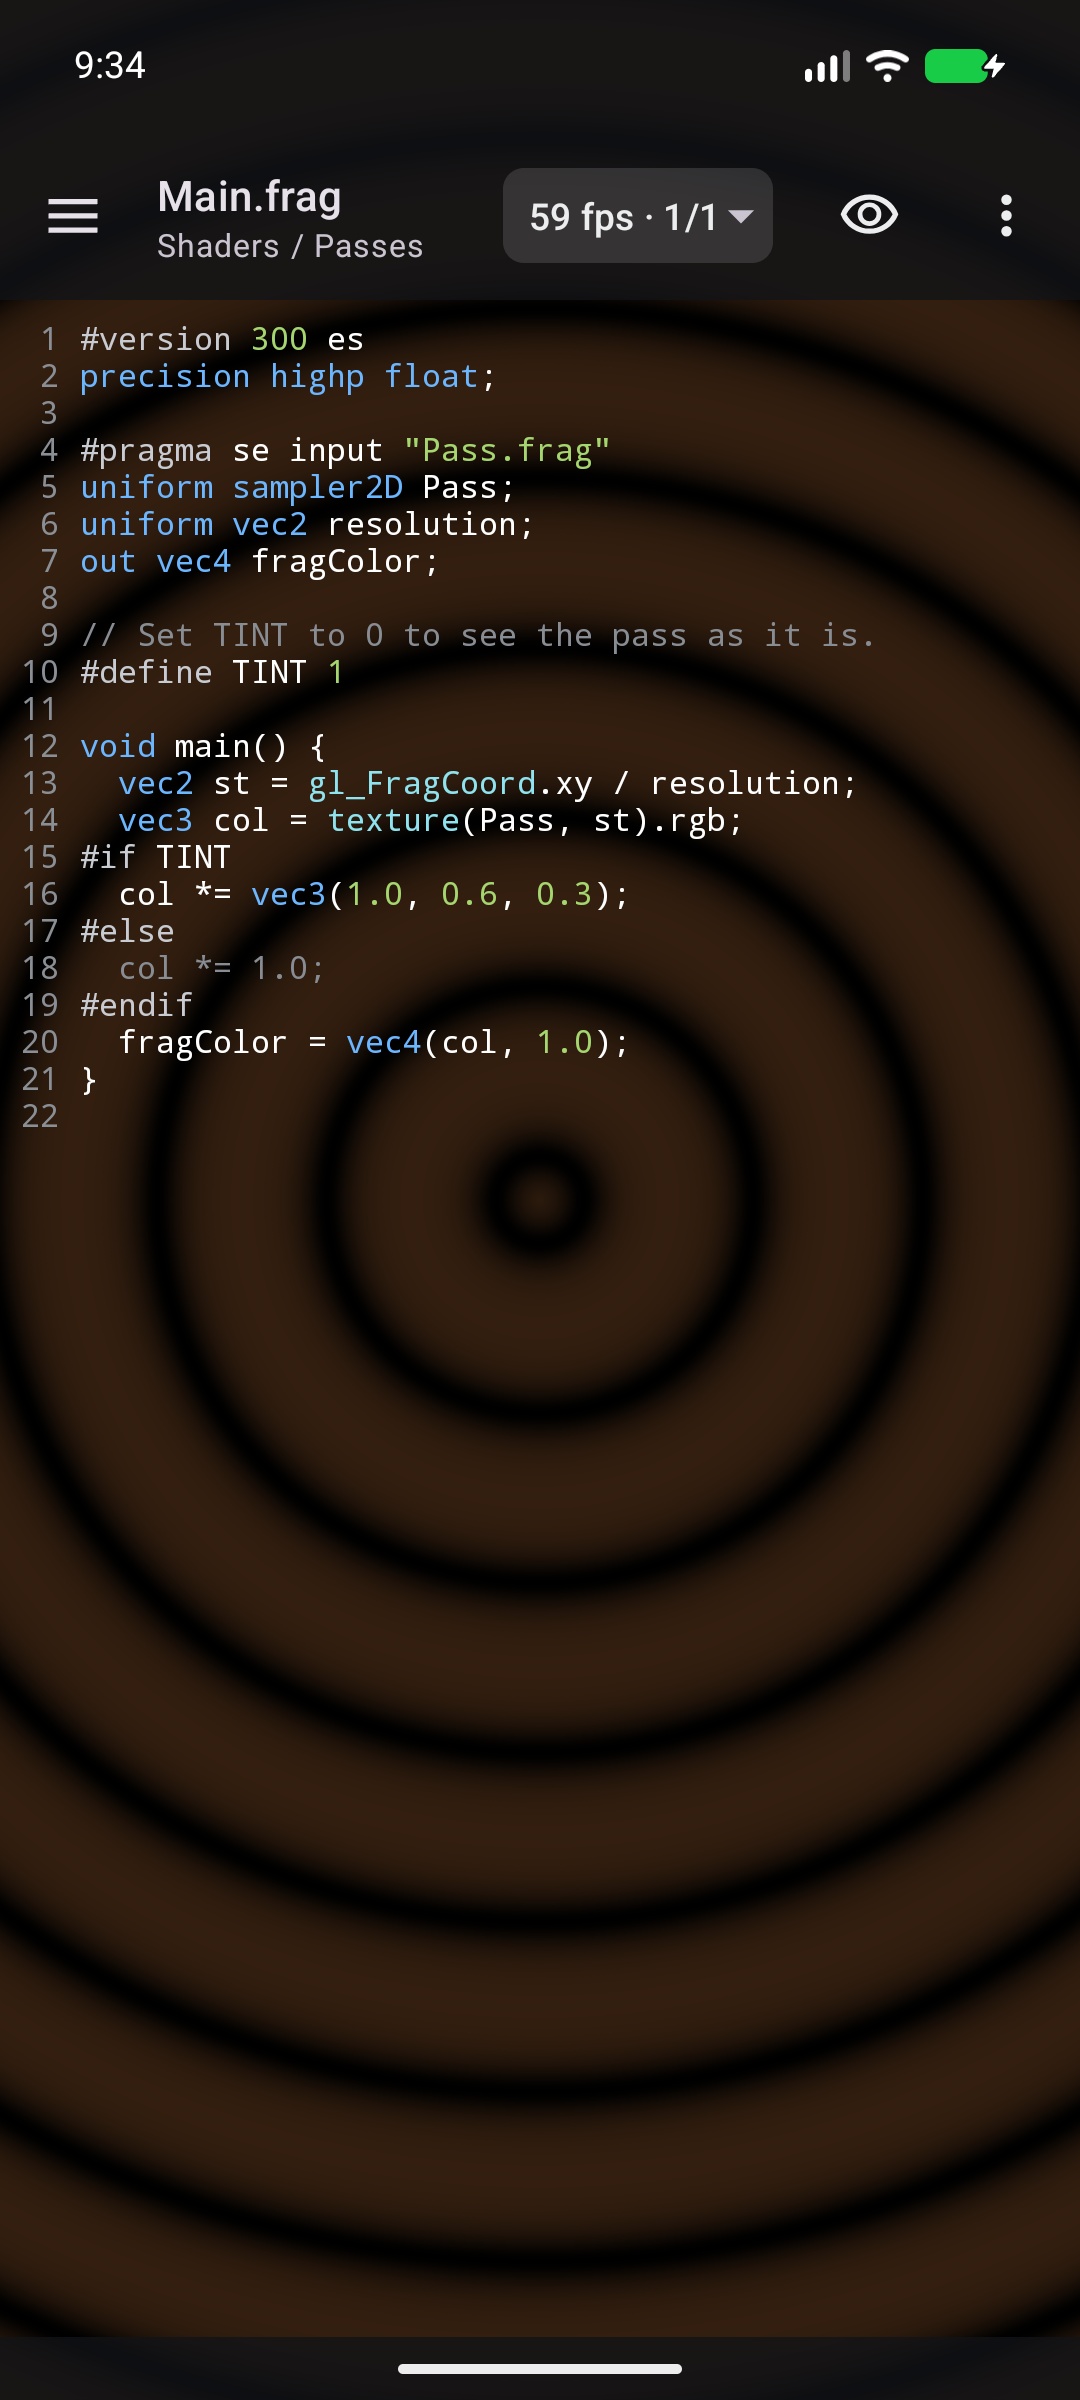 9:34
Main.frag
Shaders / Passes
59 fps · 1/1
1 #version 300 es
2 precision highp float;
3
4 #pragma se input "Pass.frag"
5 uniform sampler2D Pass;
6 uniform vec2 resolution;
7 out vec4 fragColor;
8
9 // Set TINT to 0 to see the pass as it is.
10 #define TINT 1
11
12 void main() {
13   vec2 st = gl_FragCoord.xy / resolution;
14   vec3 col = texture(Pass, st).rgb;
15 #if TINT
16   col *= vec3(1.0, 0.6, 0.3);
17 #else
18   col *= 1.0;
19 #endif
20   fragColor = vec4(col, 1.0);
21 }
22